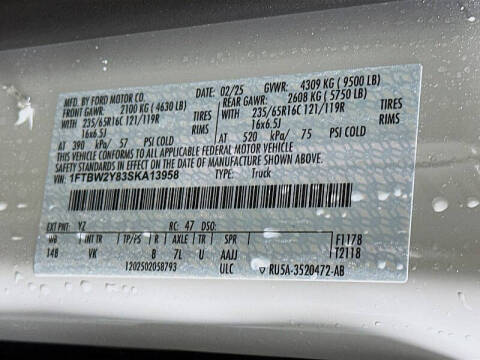 MFD. BY FORD MOTOR CO.
DATE: 02/25 GVWR: 4309 KG (9500 LB)
FRONT GAWR: 2100 KG (4630 LB)
REAR GAWR: 2608 KG (5750 LB)
WITH 235/65R16C 121/119R TIRES
WITH 235/65R16C 121/119R TIRES
16x6.5J RIMS
16x6.5J RIMS
AT 390 kPa/ 57 PSI COLD
AT 520 kPa/ 75 PSI COLD
THIS VEHICLE CONFORMS TO ALL APPLICABLE FEDERAL MOTOR VEHICLE
SAFETY STANDARDS IN EFFECT ON THE DATE OF MANUFACTURE SHOWN ABOVE.
VIN: 1FTBW2Y83SKA13958 TYPE: Truck
EXT PNT: YZ RC: 47 DSO:
WB INT TR TP/PS R AXLE TR SPR F1178
148 VK 8 7L U AAJJ T2118
1202502058793 ULC RU5A-3520472-AB